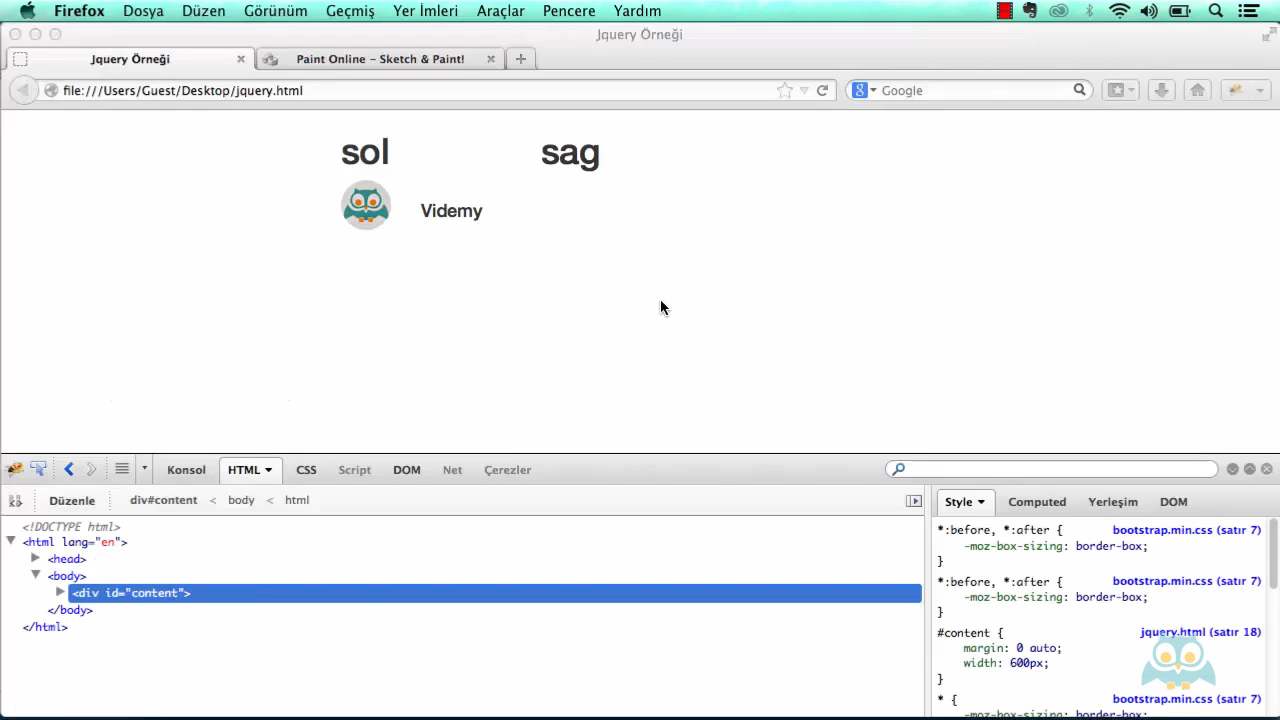 Firefox Dosya Düzen Görünüm Geçmiş Yer İmleri Araçlar Pencere Yardım
Jquery Örneği
Jquery Örneği Paint Online – Sketch & Paint!
file:///Users/Guest/Desktop/jquery.html Google
sol sag
Videmy
Konsol HTML CSS Script DOM Net Çerezler
Düzenle div#content < body < html
Style Computed Yerleşim DOM
<!DOCTYPE html>
<html lang="en">
<head>
<body>
<div id="content">
</body>
</html>
*:before, *:after { bootstrap.min.css (satır 7)
-moz-box-sizing: border-box;
}
*:before, *:after { bootstrap.min.css (satır 7)
-moz-box-sizing: border-box;
}
#content { jquery.html (satır 18)
margin: 0 auto;
width: 600px;
}
* { bootstrap.min.css (satır 7)
-moz-box-sizing: border-box;